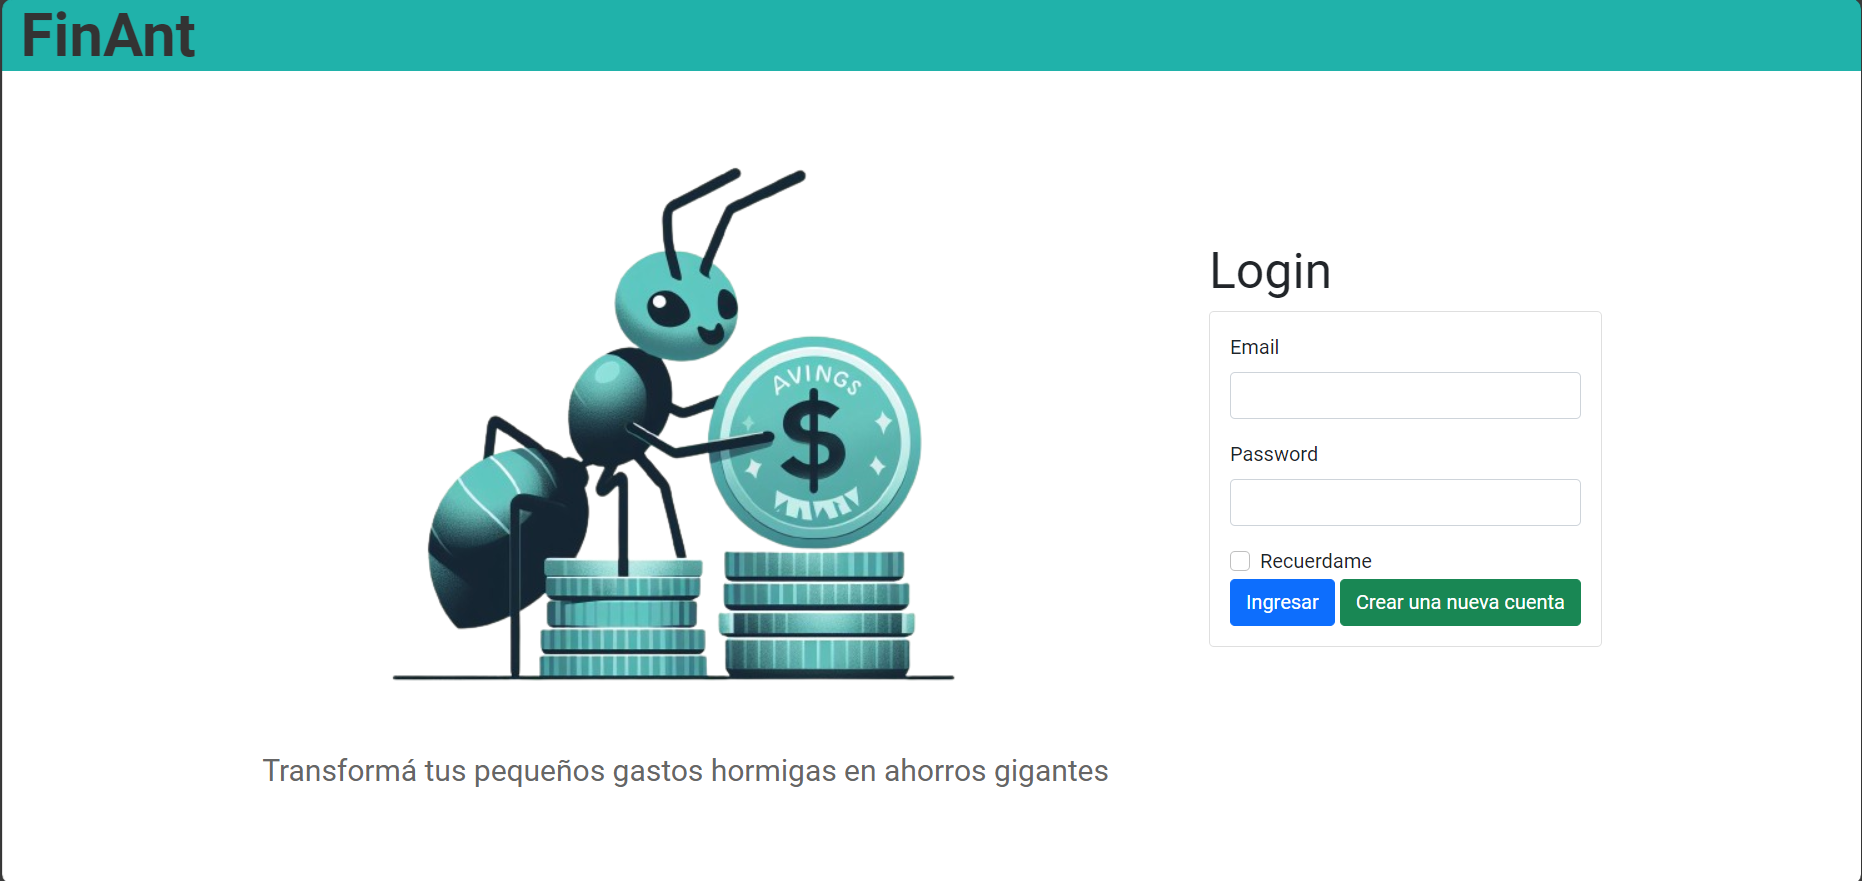 FinAnt
AVINGS
$
Transformá tus pequeños gastos hormigas en ahorros gigantes
Login
Email
Password
Recuerdame
Ingresar
Crear una nueva cuenta